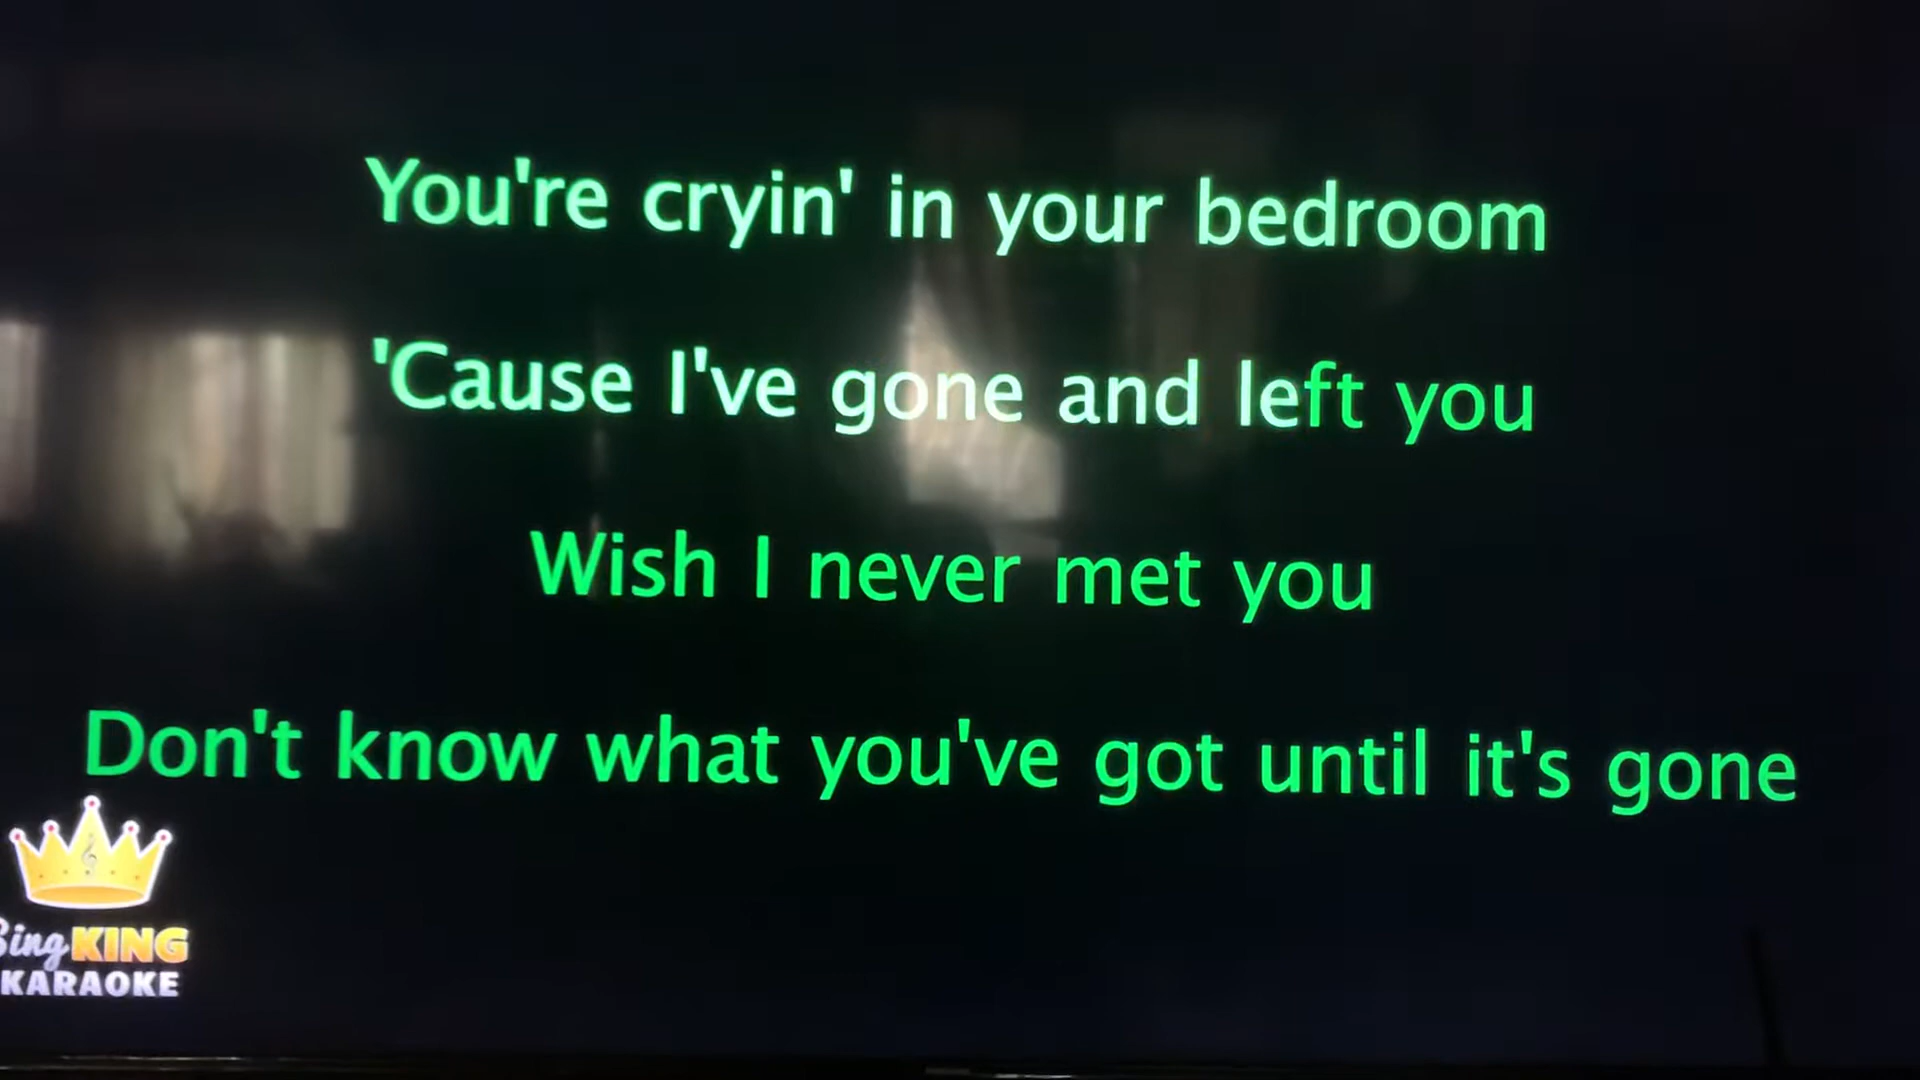 You're cryin' in your bedroom
'Cause I've gone and left you
Wish I never met you
Don't know what you've got until it's gone
Sing KING
KARAOKE